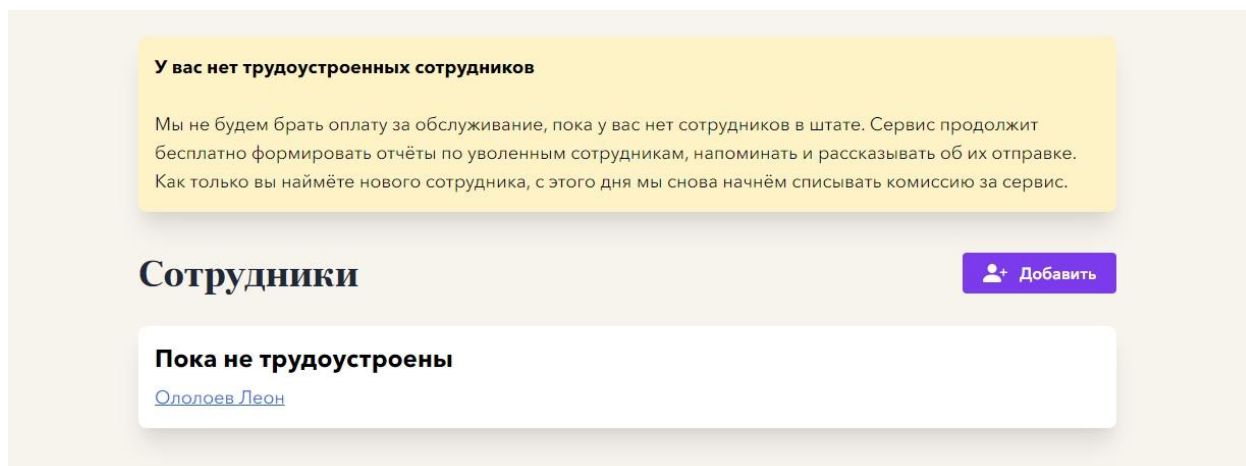 У вас нет трудоустроенных сотрудников
Мы не будем брать оплату за обслуживание, пока у вас нет сотрудников в штате. Сервис продолжит
бесплатно формировать отчёты по уволенным сотрудникам, напоминать и рассказывать об их отправке.
Как только вы наймёте нового сотрудника, с этого дня мы снова начнём списывать комиссию за сервис.
Сотрудники
Добавить
Пока не трудоустроены
Ололоев Леон